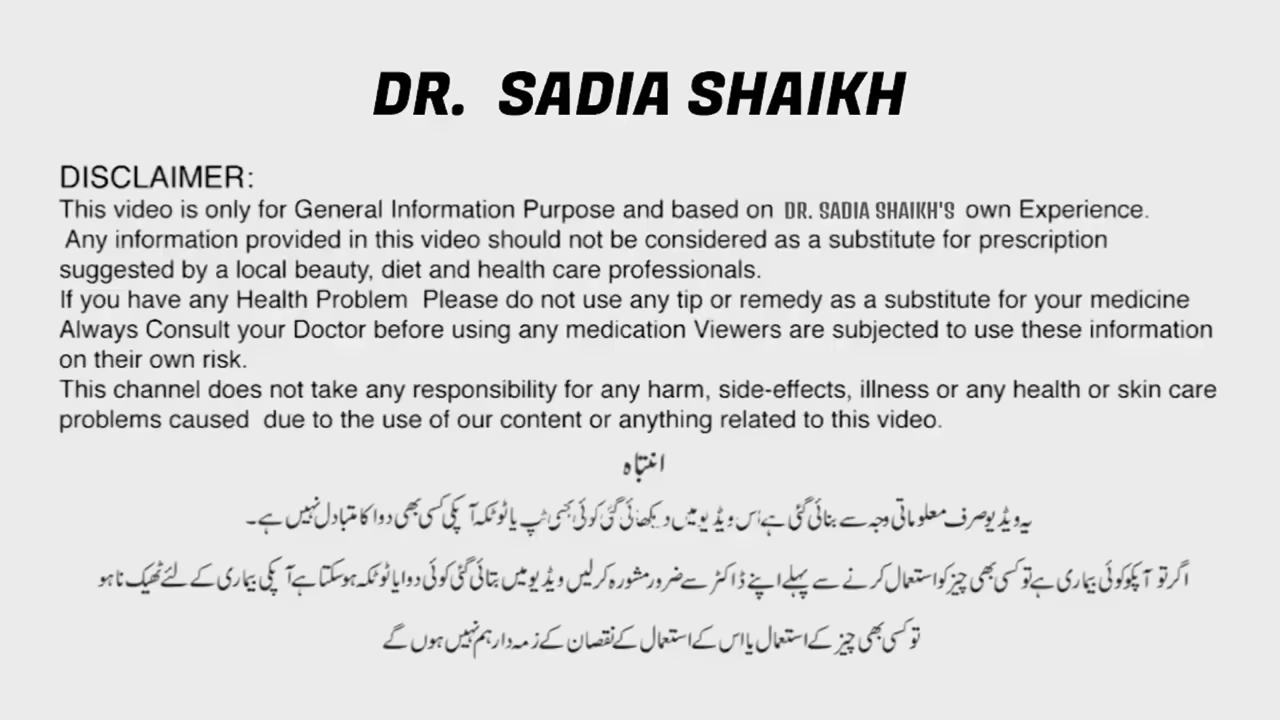 DR. SADIA SHAIKH
DISCLAIMER:
This video is only for General Information Purpose and based on DR. SADIA SHAIKH'S own Experience.
Any information provided in this video should not be considered as a substitute for prescription
suggested by a local beauty, diet and health care professionals.
If you have any Health Problem Please do not use any tip or remedy as a substitute for your medicine
Always Consult your Doctor before using any medication Viewers are subjected to use these information
on their own risk.
This channel does not take any responsibility for any harm, side-effects, illness or any health or skin care
problems caused due to the use of our content or anything related to this video.
انتباہ
یہ ویڈیو صرف معلوماتی وجہ سے بنائی گئی ہے اس ویڈیو میں دیکھائی گئی کوئی بھی ٹپ یا ٹوٹکہ آپکی کسی بھی دوا کا متبادل نہیں ہے۔
اگر تو آپکو کوئی بیماری ہے تو کسی بھی چیز کو استعمال کرنے سے پہلے اپنے ڈاکٹر سے ضرور مشورہ کرلیں ویڈیو میں بتائی گئی کوئی دوا یا ٹوٹکہ ہو سکتا ہے آپکی بیماری کے لئے ٹھیک نا ہو
تو کسی بھی چیز کے استعمال یا اس کے استعمال کے نقصان کے زمہ دار ہم نہیں ہوں گے